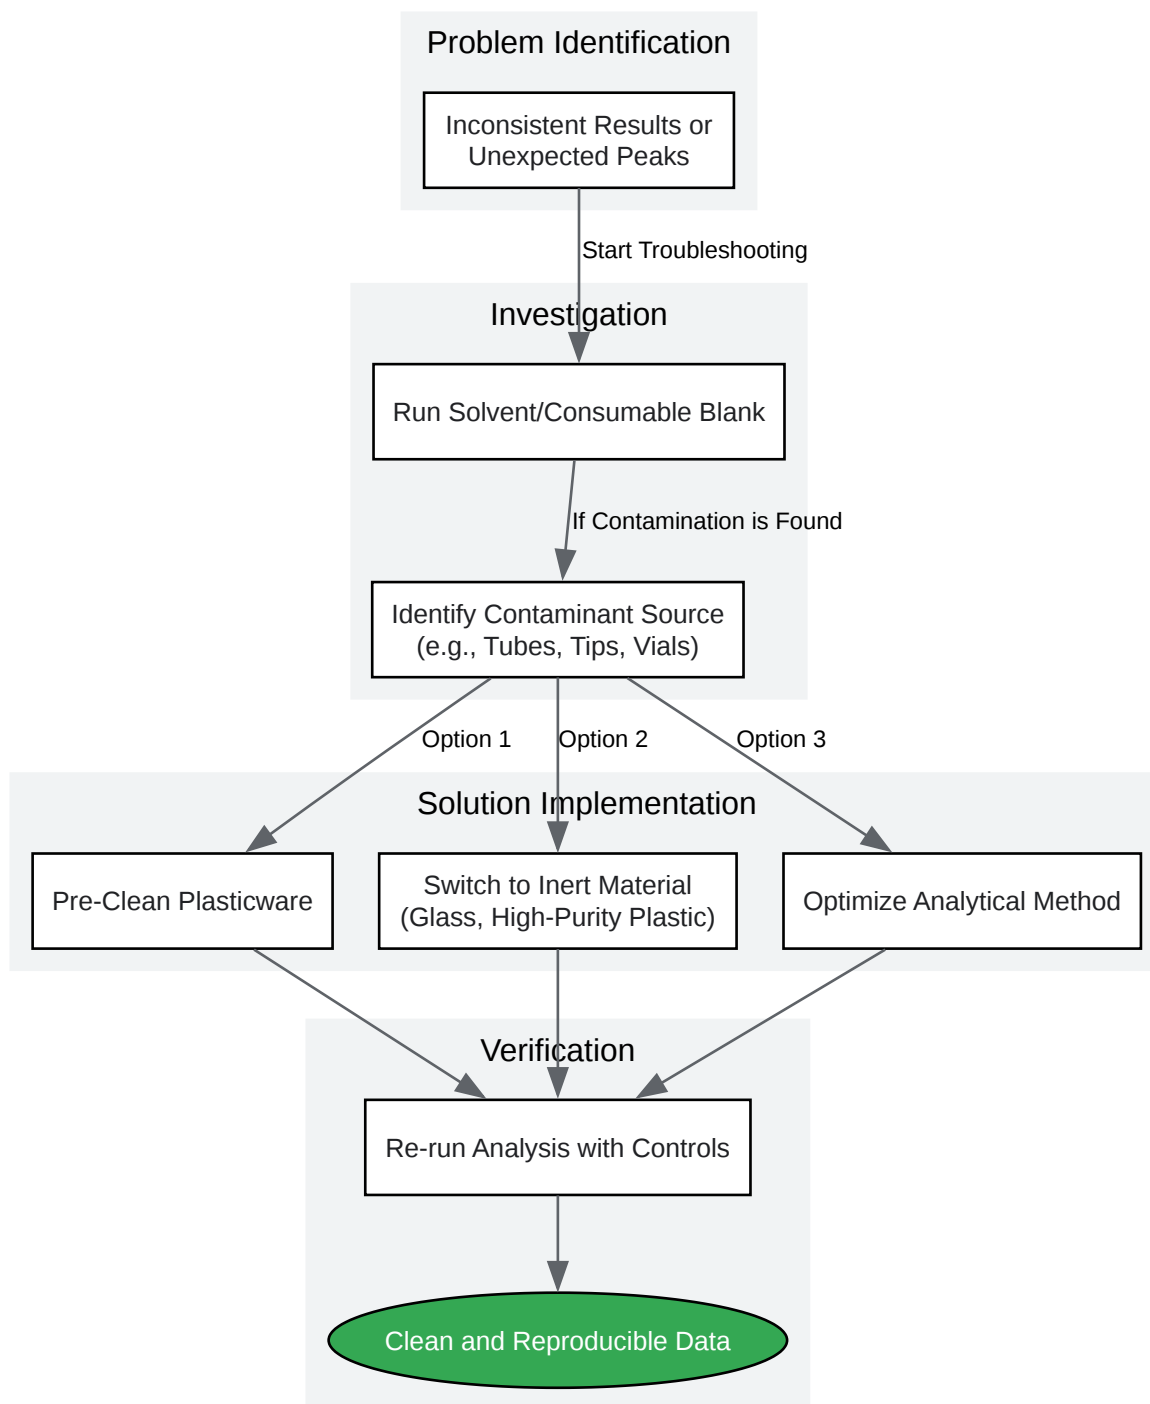 Problem Identification
Inconsistent Results or
Unexpected Peaks
Start Troubleshooting
Investigation
Run Solvent/Consumable Blank
If Contamination is Found
Identify Contaminant Source
(e.g., Tubes, Tips, Vials)
Option 1
Option 2
Option 3
Solution Implementation
Pre-Clean Plasticware
Switch to Inert Material
(Glass, High-Purity Plastic)
Optimize Analytical Method
Verification
Re-run Analysis with Controls
Clean and Reproducible Data